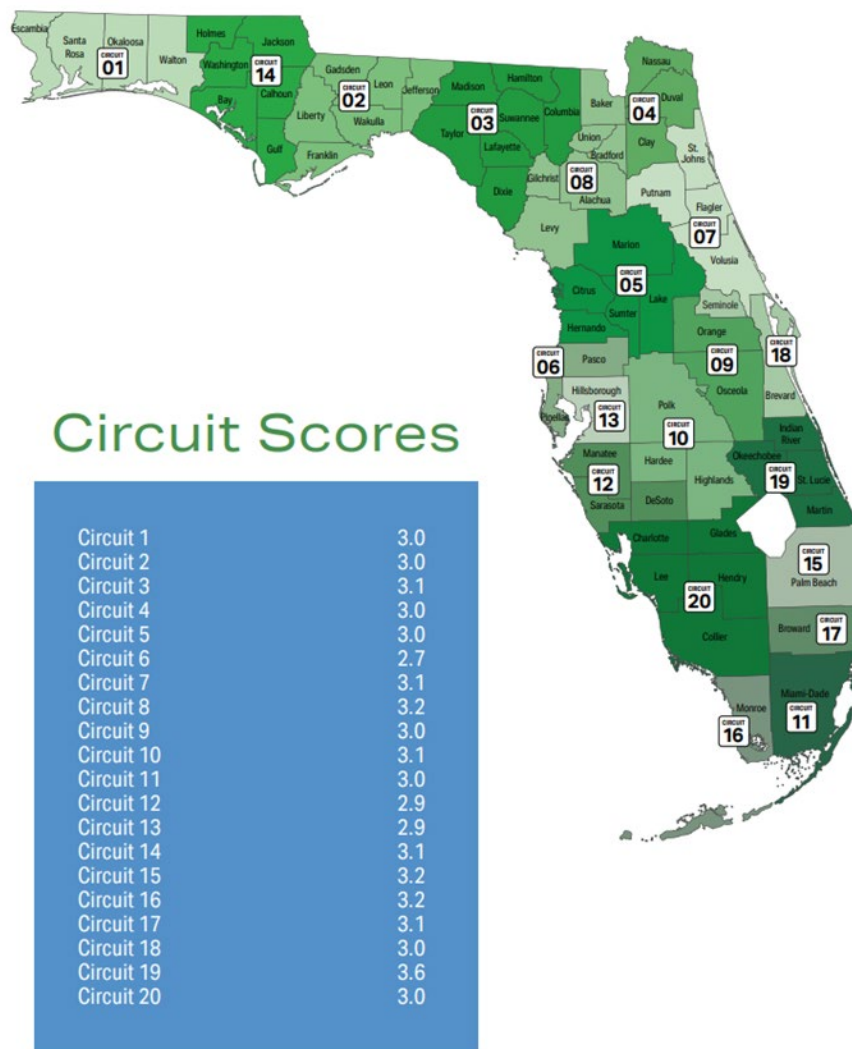 Escambia
Santa
Rosa
Okaloosa
Walton
CIRCUIT
01
Holmes
Jackson
Washington
Bay
Calhoun
Gulf
CIRCUIT
14
Gadsden
Leon
Jefferson
Liberty
Wakulla
Franklin
CIRCUIT
02
Madison
Hamilton
Suwannee
Columbia
Taylor
Lafayette
Dixie
CIRCUIT
03
Nassau
Duval
Clay
CIRCUIT
04
Baker
Union
Bradford
Gilchrist
Alachua
Levy
CIRCUIT
08
St.
Johns
Putnam
Flagler
Volusia
CIRCUIT
07
Marion
Citrus
Lake
Sumter
Hernando
CIRCUIT
05
Seminole
Brevard
CIRCUIT
18
Orange
Osceola
CIRCUIT
09
Pasco
Pinellas
CIRCUIT
06
Hillsborough
CIRCUIT
13
Polk
Hardee
Highlands
CIRCUIT
10
Manatee
Sarasota
DeSoto
CIRCUIT
12
Indian
River
Okeechobee
St. Lucie
Martin
CIRCUIT
19
Charlotte
Glades
Lee
Hendry
Collier
CIRCUIT
20
CIRCUIT
15
Palm Beach
Broward
CIRCUIT
17
Miami-Dade
CIRCUIT
11
Monroe
CIRCUIT
16
Circuit Scores
Circuit 1 3.0
Circuit 2 3.0
Circuit 3 3.1
Circuit 4 3.0
Circuit 5 3.0
Circuit 6 2.7
Circuit 7 3.1
Circuit 8 3.2
Circuit 9 3.0
Circuit 10 3.1
Circuit 11 3.0
Circuit 12 2.9
Circuit 13 2.9
Circuit 14 3.1
Circuit 15 3.2
Circuit 16 3.2
Circuit 17 3.1
Circuit 18 3.0
Circuit 19 3.6
Circuit 20 3.0